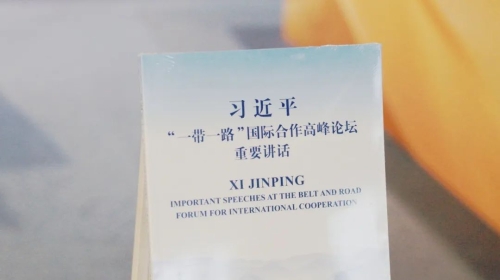 习近平
“一带一路”国际合作高峰论坛
重要讲话
XI JINPING
IMPORTANT SPEECHES AT THE BELT AND ROAD
FORUM FOR INTERNATIONAL COOPERATION